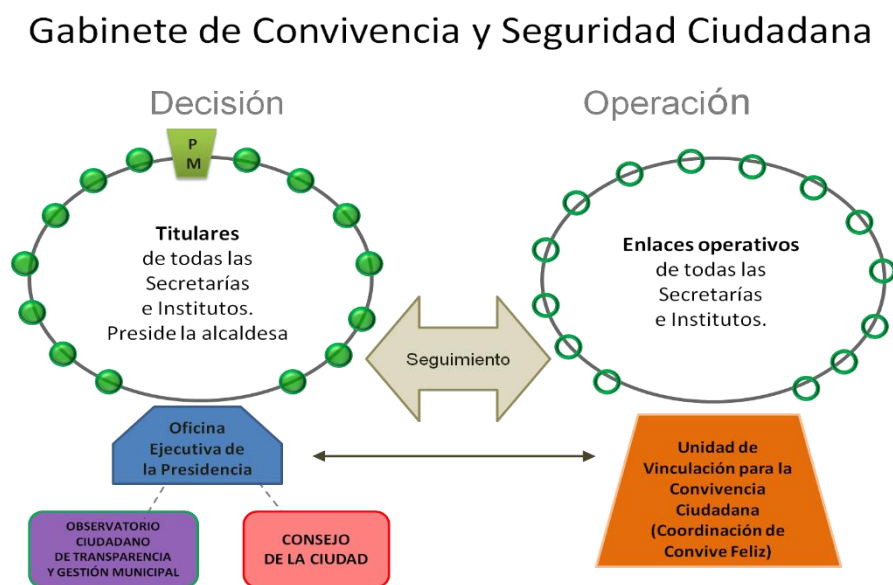 Gabinete de Convivencia y Seguridad Ciudadana
Decisión
Operación
P
M
Titulares
de todas las
Secretarías
e Institutos.
Preside la alcaldesa
Enlaces operativos
de todas las
Secretarías
e Institutos.
Seguimiento
Oficina
Ejecutiva de
la Presidencia
Unidad de
Vinculación para la
Convivencia
Ciudadana
(Coordinación de
Convive Feliz)
OBSERVATORIO
CIUDADANO
DE TRANSPARENCIA
Y GESTIÓN MUNICIPAL
CONSEJO
DE LA CIUDAD